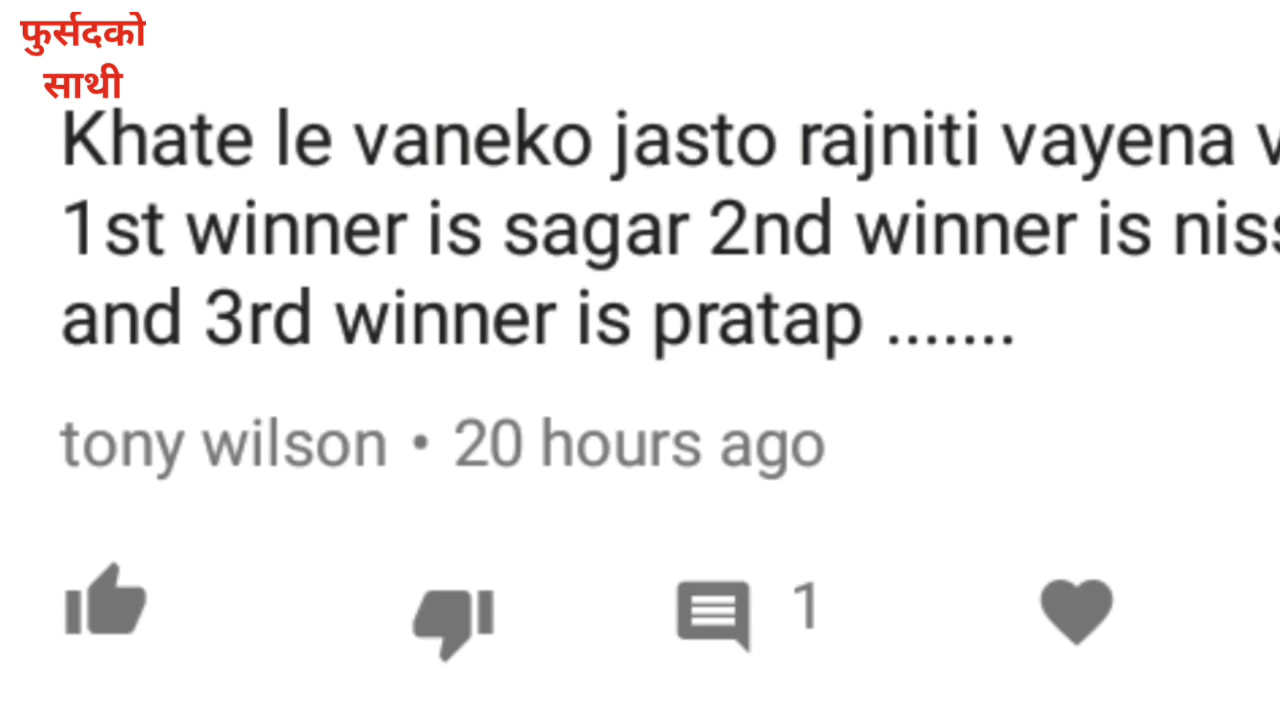 फुर्सदको
साथी
Khate le vaneko jasto rajniti vayena
1st winner is sagar 2nd winner is
and 3rd winner is pratap .......
tony wilson • 20 hours ago
1